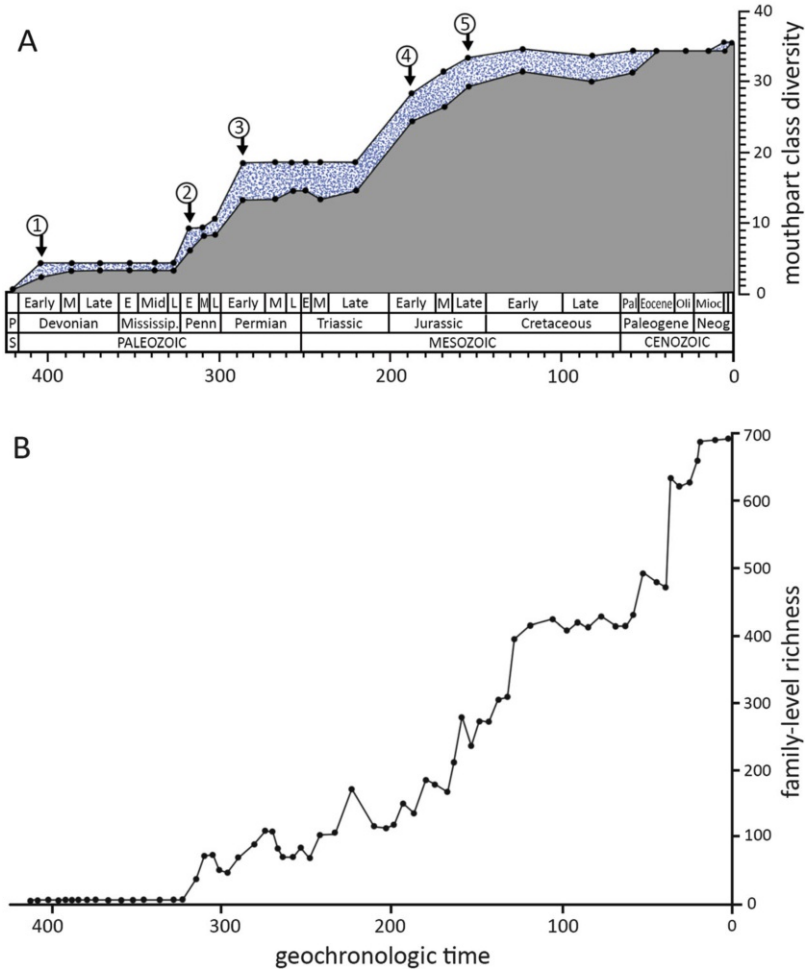 A
① ② ③ ④ ⑤
40
30
20
10
0
mouthpart class diversity
Early M Late E Mid L E M L Early M L E M Late Early M Late Early Late Pal Eocene Oli Mioc
P Devonian Mississip. Penn Permian Triassic Jurassic Cretaceous Paleogene Neog
S PALEOZOIC MESOZOIC CENOZOIC
400 300 200 100 0
B
700
600
500
400
300
200
100
0
family-level richness
400 300 200 100 0
geochronologic time